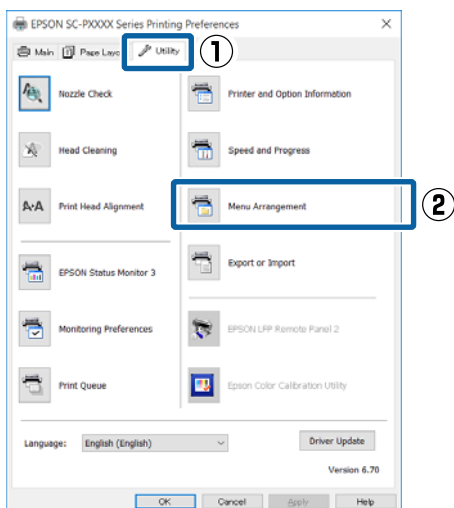 EPSON SC-PXXXX Series Printing Preferences
Main
Page Layo
Utility
1
Nozzle Check
Printer and Option Information
Head Cleaning
Speed and Progress
A·A
Print Head Alignment
Menu Arrangement
2
EPSON Status Monitor 3
Export or Import
Monitoring Preferences
EPSON LFP Remote Panel 2
Print Queue
Epson Color Calibration Utility
Language:
English (English)
Driver Update
Version 6.70
OK
Cancel
Apply
Help